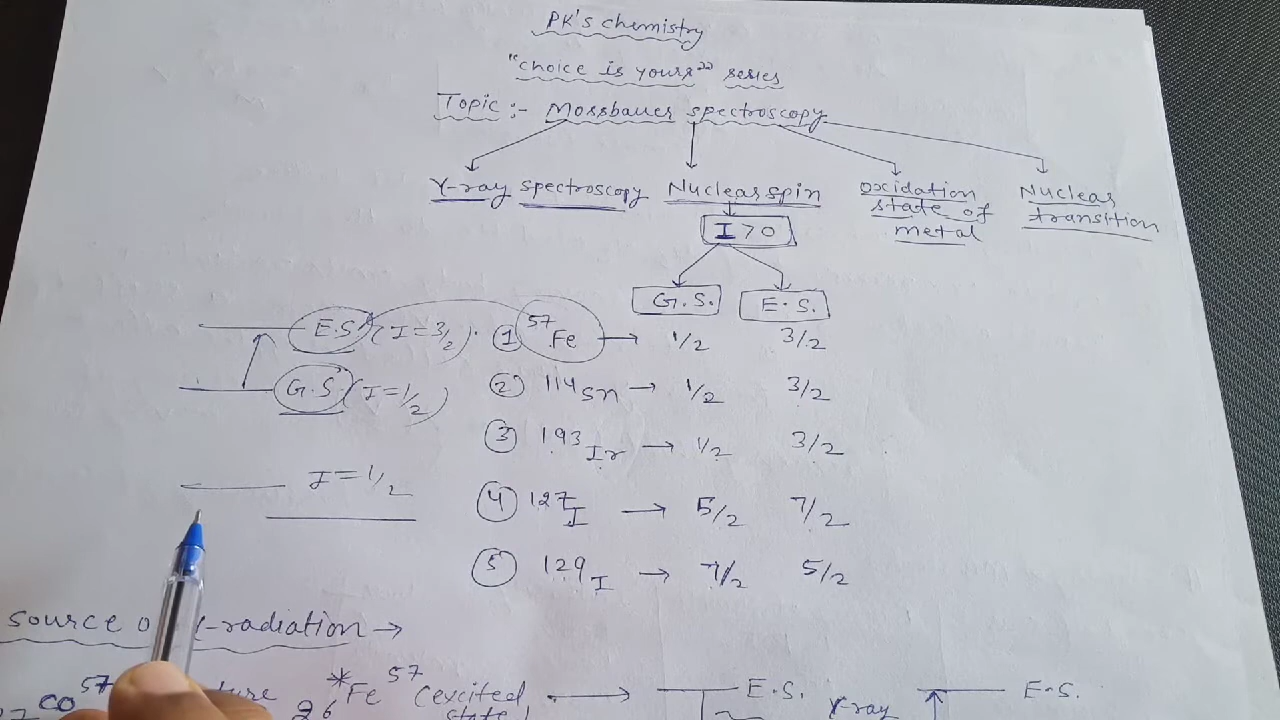 PK's chemistry
"choice is yours" series
Topic:- Mossbauer spectroscopy
γ-ray spectroscopy Nuclear spin oxidation state of metal Nuclear transition
I > 0
G.S. E.S.
E.S (I = 3/2) ① 57Fe → 1/2 3/2
G.S. (I = 1/2) ② 114Sn → 1/2 3/2
③ 193Ir → 1/2 3/2
I = 1/2 ④ 127I → 5/2 7/2
⑤ 129I → 7/2 5/2
source γ-radiation →
Co57 *26Fe57 (excited state) → E.S. γ-ray E.S.